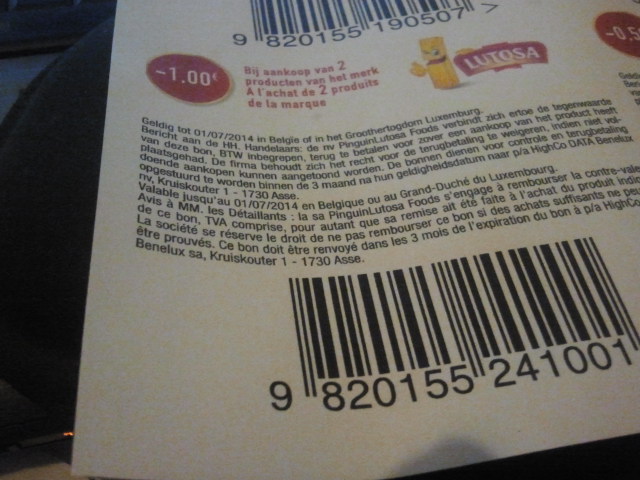 9 820155 190507 >
-1.00€
Bij aankoop van 2
producten van het merk
A l'achat de 2 produits
de la marque
LUTOSA
-0,5
Geldig tot 01/07/2014 in België of in het Groothertogdom Luxemburg.
Bericht aan de HH. Handelaars: de nv PinguinLutosa Foods verbindt zich ertoe de tegenwaarde
van deze bon, BTW inbegrepen, terug te betalen voor zover een aankoop van het product heeft
plaatsgehad. De firma behoudt zich het recht voor terugbetaling te weigeren, indien niet vol-
doende aankopen kunnen aangetoond worden. De bonnen dienen voor controle en terugbetaling
opgestuurd te worden binnen de 3 maand na hun geldigheidsdatum naar p/a HighCo DATA Benelux
nv, Kruiskouter 1 - 1730 Asse.
Valable jusqu'au 01/07/2014 en Belgique ou au Grand-Duché du Luxembourg.
Avis à MM. les Détaillants : la sa PinguinLutosa Foods s'engage à rembourser la contre-vale
de ce bon, TVA comprise, pour autant que sa remise ait été faite à l'achat du produit indic
La société se réserve le droit de ne pas rembourser ce bon si des achats suffisants ne
être prouvés. Ce bon doit être renvoyé dans les 3 mois de l'expiration du bon à p/a HighCo
Benelux sa, Kruiskouter 1 - 1730 Asse.
9 820155 241001